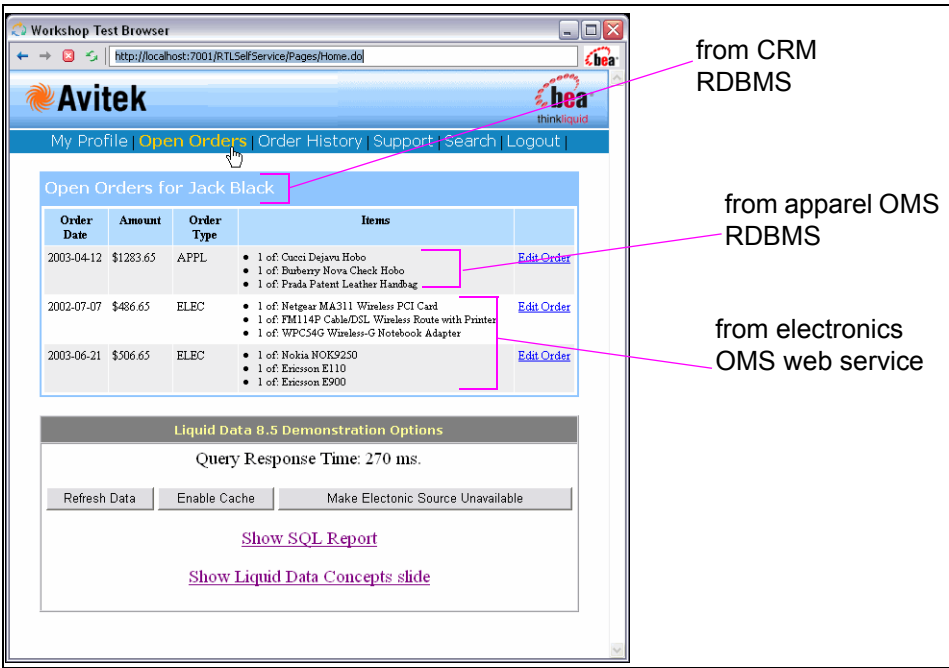 Workshop Test Browser
http://localhost:7001/RTLSelfService/Pages/Home.do
bea
Avitek
bea
thinkliquid
My Profile | Open Orders | Order History | Support | Search | Logout |
Open Orders for Jack Black
Order Date Amount Order Type Items
2003-04-12 $1283.65 APPL • 1 of: Cucci Dejavu Hobo Edit Order
• 1 of: Burberry Nova Check Hobo
• 1 of: Prada Patent Leather Handbag
2002-07-07 $486.65 ELEC • 1 of: Netgear MA311 Wireless PCI Card Edit Order
• 1 of: FM114P Cable/DSL Wireless Route with Printer
• 1 of: WPC54G Wireless-G Notebook Adapter
2003-06-21 $506.65 ELEC • 1 of: Nokia NOK9250 Edit Order
• 1 of: Ericsson E110
• 1 of: Ericsson E900
Liquid Data 8.5 Demonstration Options
Query Response Time: 270 ms.
Refresh Data Enable Cache Make Electonic Source Unavailable
Show SQL Report
Show Liquid Data Concepts slide
from CRM
RDBMS
from apparel OMS
RDBMS
from electronics
OMS web service